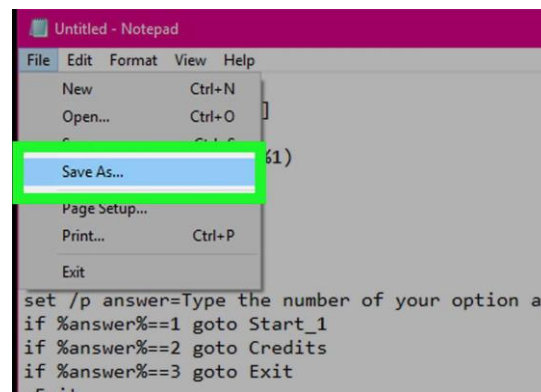 Untitled - Notepad
File Edit Format View Help
New Ctrl+N
Open... Ctrl+O ]
%1)
Save As...
Page Setup...
Print... Ctrl+P
Exit
set /p answer=Type the number of your option a
if %answer%==1 goto Start_1
if %answer%==2 goto Credits
if %answer%==3 goto Exit